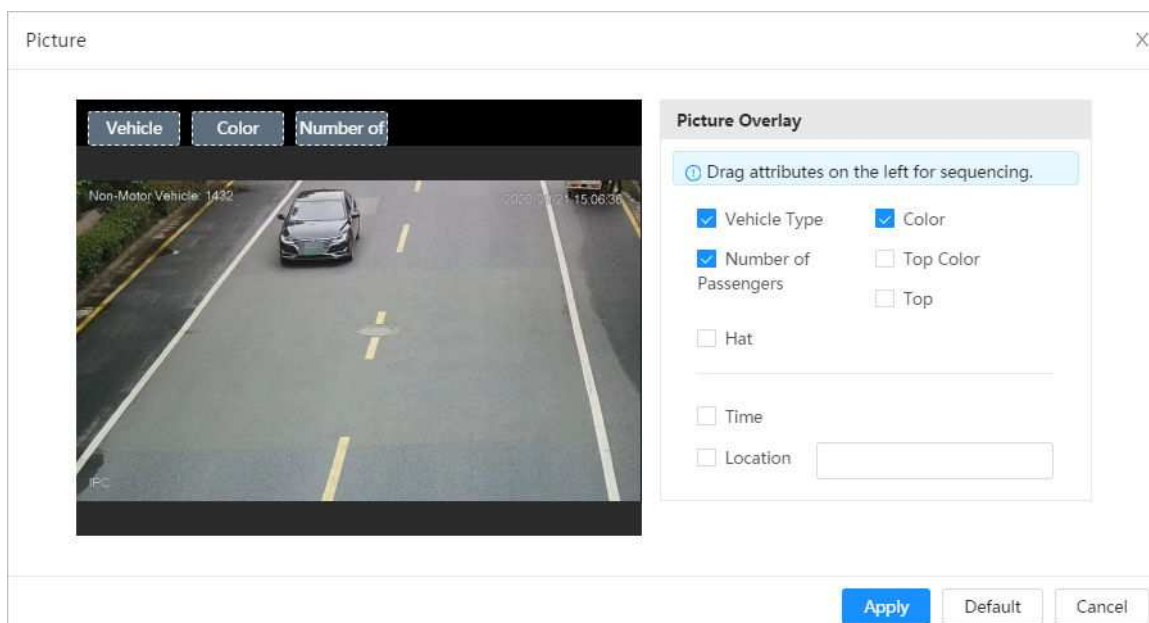 Picture
X
Vehicle
Color
Number of
Non-Motor Vehicle: 1432
15:06:36
IPC
Picture Overlay
Drag attributes on the left for sequencing.
Vehicle Type
Color
Number of
Passengers
Top Color
Top
Hat
Time
Location
Apply
Default
Cancel